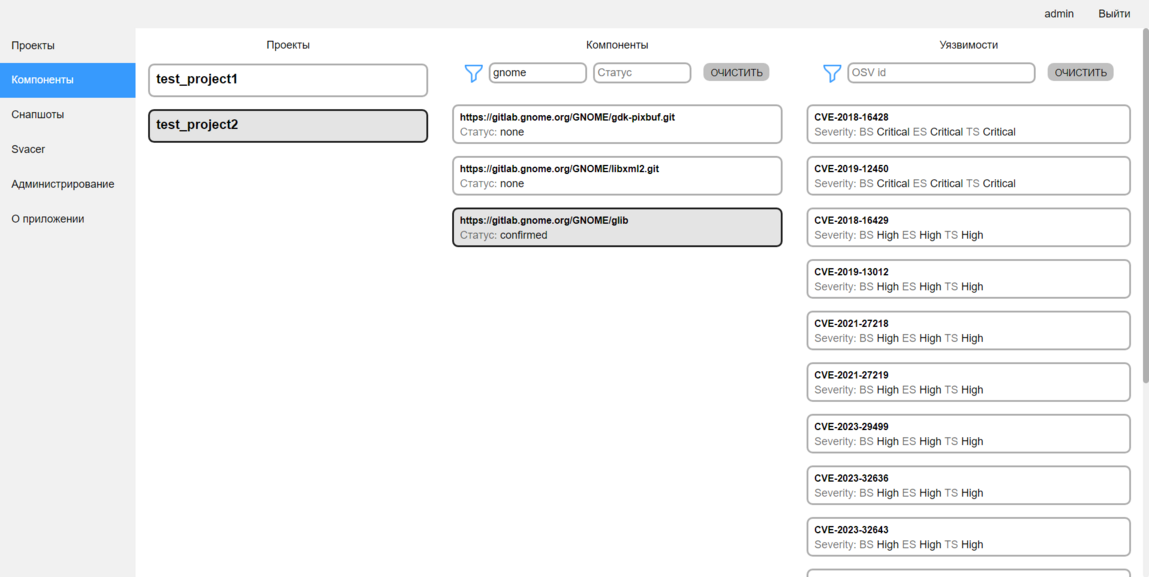 admin Выйти
Проекты
Компоненты
Снапшоты
Svacer
Администрирование
О приложении
Проекты
test_project1
test_project2
Компоненты
gnome Статус ОЧИСТИТЬ
https://gitlab.gnome.org/GNOME/gdk-pixbuf.git
Статус: none
https://gitlab.gnome.org/GNOME/libxml2.git
Статус: none
https://gitlab.gnome.org/GNOME/glib
Статус: confirmed
Уязвимости
OSV id ОЧИСТИТЬ
CVE-2018-16428
Severity: BS Critical ES Critical TS Critical
CVE-2019-12450
Severity: BS Critical ES Critical TS Critical
CVE-2018-16429
Severity: BS High ES High TS High
CVE-2019-13012
Severity: BS High ES High TS High
CVE-2021-27218
Severity: BS High ES High TS High
CVE-2021-27219
Severity: BS High ES High TS High
CVE-2023-29499
Severity: BS High ES High TS High
CVE-2023-32636
Severity: BS High ES High TS High
CVE-2023-32643
Severity: BS High ES High TS High